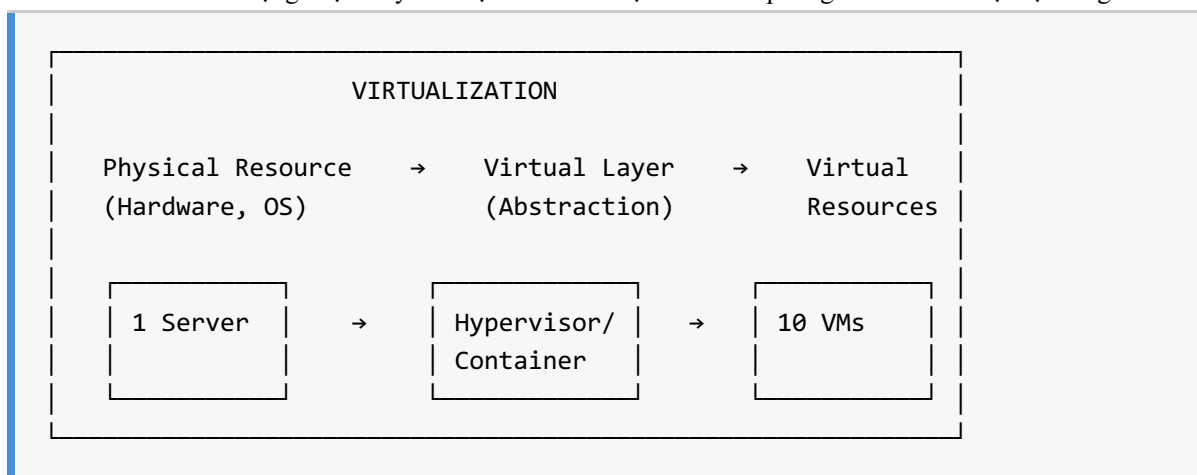 VIRTUALIZATION
Physical Resource → Virtual Layer → Virtual
(Hardware, OS) (Abstraction) Resources
1 Server → Hypervisor/ → 10 VMs
Container